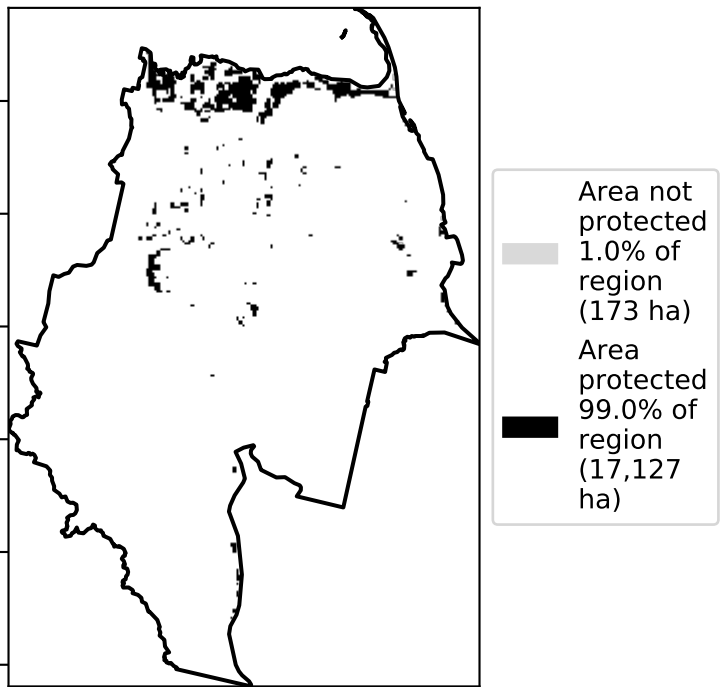 Area not
protected
1.0% of
region
(173 ha)
Area
protected
99.0% of
region
(17,127
ha)